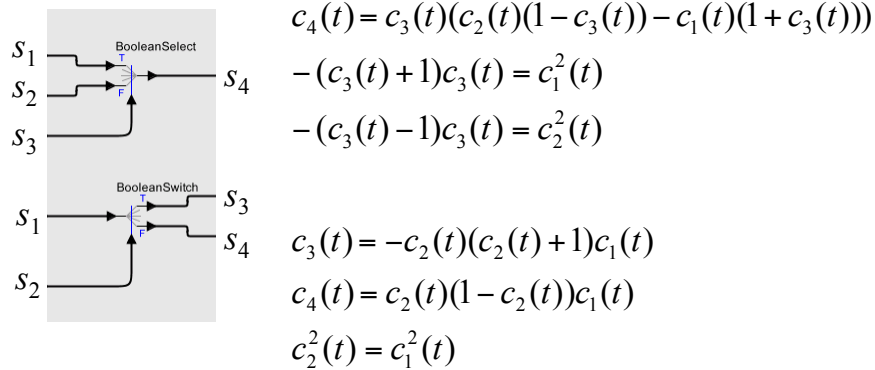 c₄(t) = c₃(t)(c₂(t)(1 − c₃(t)) − c₁(t)(1 + c₃(t)))
s₁
BooleanSelect
T
s₂
F
s₄
s₃
−(c₃(t) + 1)c₃(t) = c₁²(t)
−(c₃(t) − 1)c₃(t) = c₂²(t)
BooleanSwitch
T
s₃
s₁
F
s₄
s₂
c₃(t) = −c₂(t)(c₂(t) + 1)c₁(t)
c₄(t) = c₂(t)(1 − c₂(t))c₁(t)
c₂²(t) = c₁²(t)